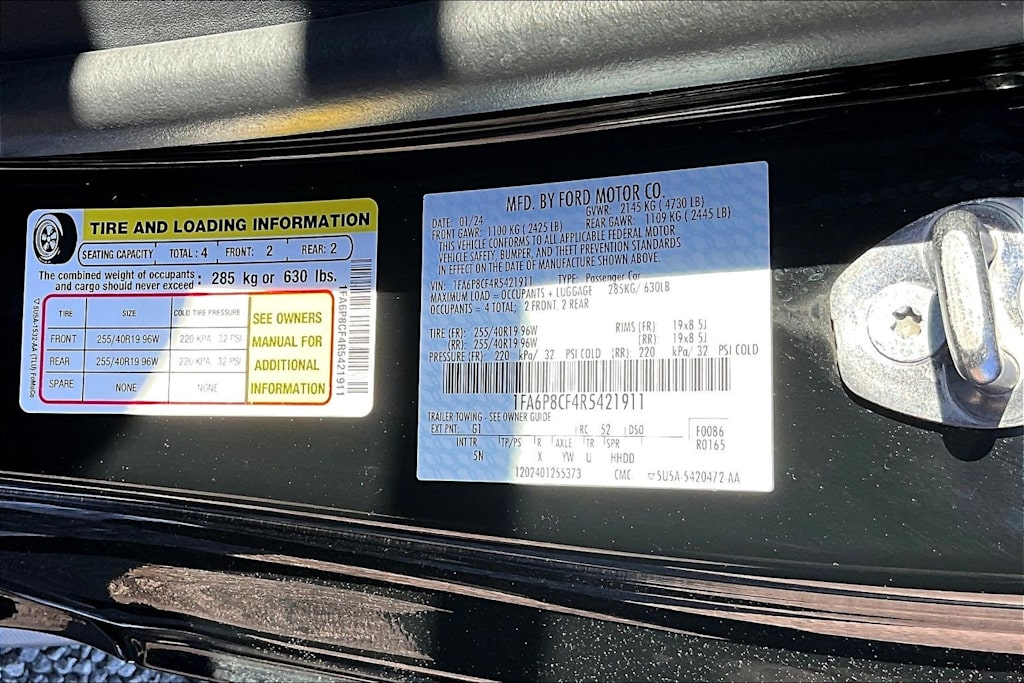 TIRE AND LOADING INFORMATION
SEATING CAPACITY TOTAL: 4 FRONT: 2 REAR: 2
The combined weight of occupants and cargo should never exceed : 285 kg or 630 lbs.
TIRE SIZE COLD TIRE PRESSURE
FRONT 255/40R19 96W 220 KPA 32 PSI
REAR 255/40R19 96W 220 KPA 32 PSI
SPARE NONE NONE
SEE OWNERS
MANUAL FOR
ADDITIONAL
INFORMATION
1FA6P8CF4R5421911
5U5A-1532-AA (TLU) FoMoCo
MFD. BY FORD MOTOR CO.
DATE: 01/24 GVWR: 2145 KG ( 4730 LB)
FRONT GAWR: 1100 KG ( 2425 LB) REAR GAWR: 1109 KG ( 2445 LB)
THIS VEHICLE CONFORMS TO ALL APPLICABLE FEDERAL MOTOR
VEHICLE SAFETY, BUMPER, AND THEFT PREVENTION STANDARDS
IN EFFECT ON THE DATE OF MANUFACTURE SHOWN ABOVE.
VIN: 1FA6P8CF4R5421911 TYPE: Passenger Car
MAXIMUM LOAD = OCCUPANTS + LUGGAGE 285KG/ 630LB
OCCUPANTS = 4 TOTAL; 2 FRONT, 2 REAR
TIRE (FR): 255/40R19 96W RIMS (FR) 19x8.5J
(RR): 255/40R19 96W (RR): 19x8.5J
PRESSURE (FR): 220 kPa/ 32 PSI COLD (RR): 220 kPa/ 32 PSI COLD
1FA6P8CF4R5421911
TRAILER TOWING - SEE OWNER GUIDE
EXT PNT: G1 RC 52 DSO F0086
INT TR TP/PS R AXLE TR SPR R0165
5N X YW U HHDD
1202401255373 CMC 5U5A-5420472-AA